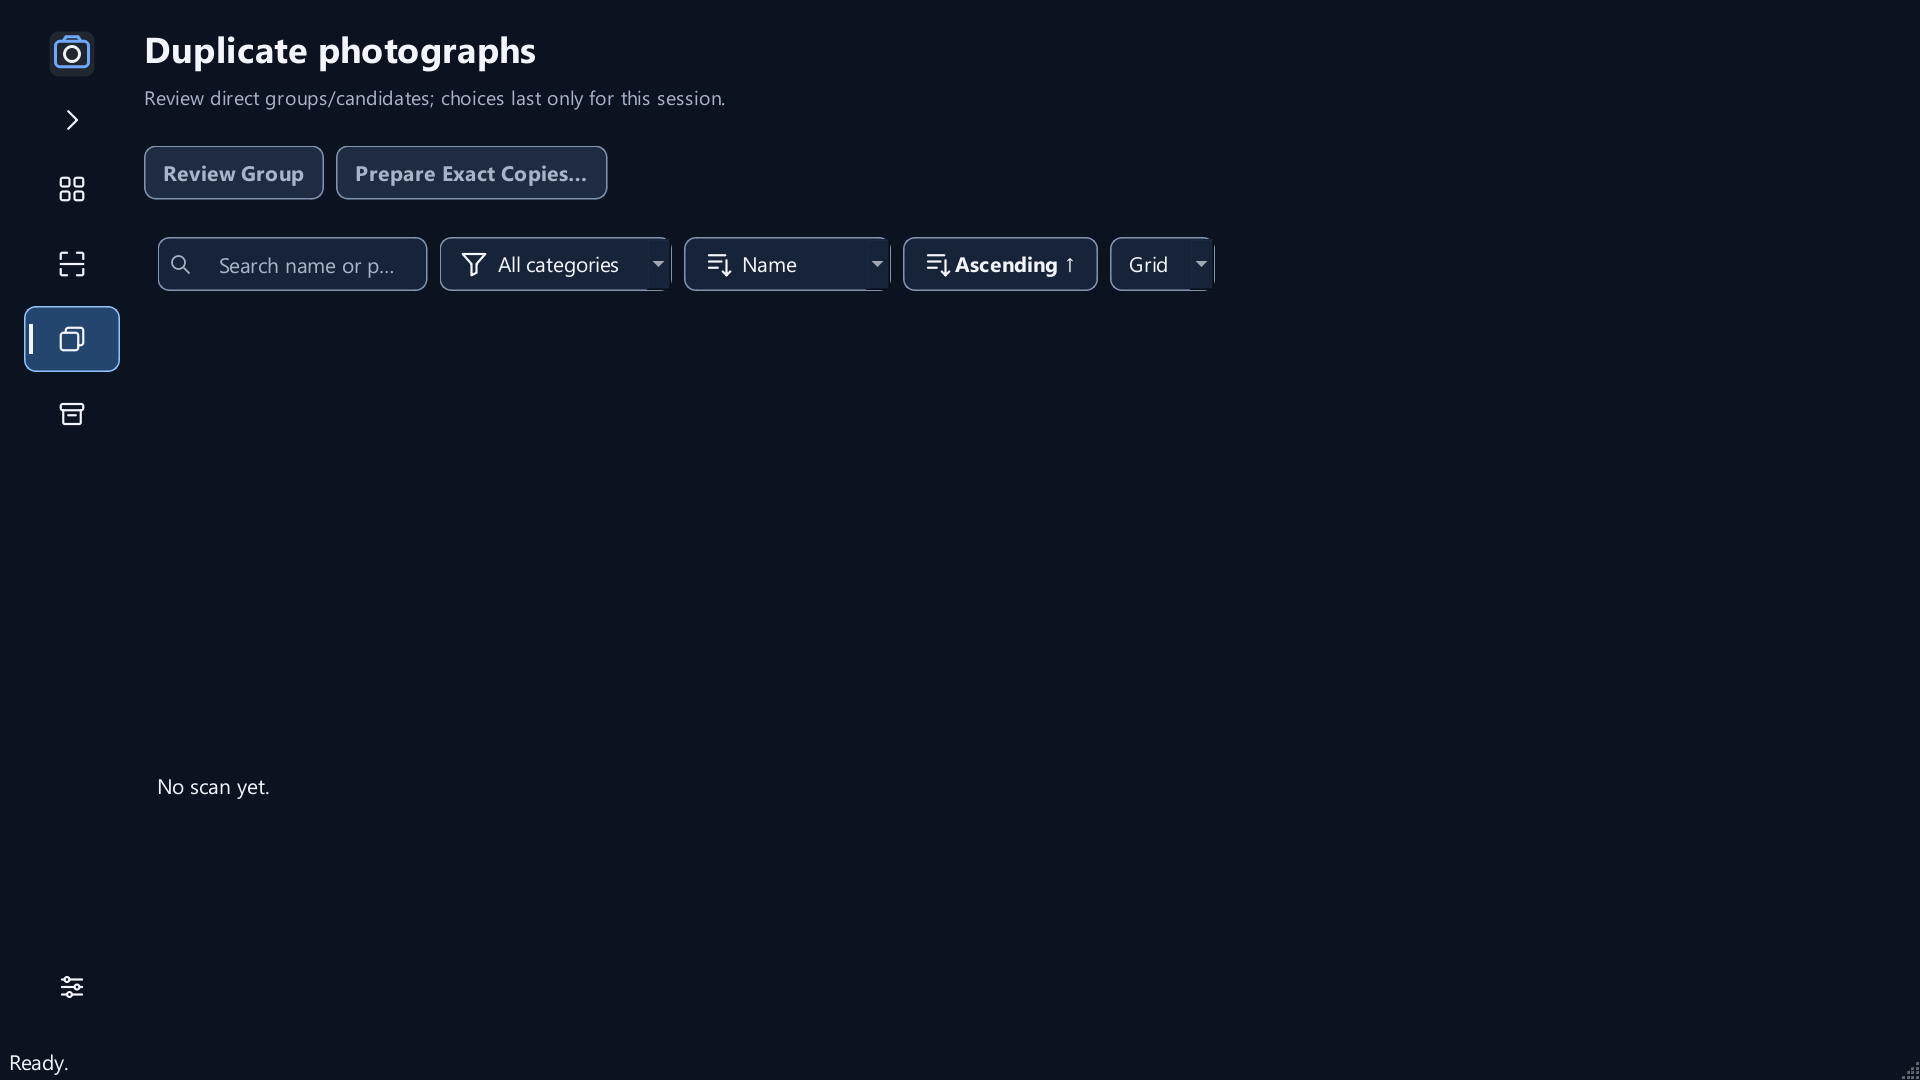 Duplicate photographs
Review direct groups/candidates; choices last only for this session.
Review Group
Prepare Exact Copies...
Search name or p...
All categories
Name
Ascending ↑
Grid
No scan yet.
Ready.